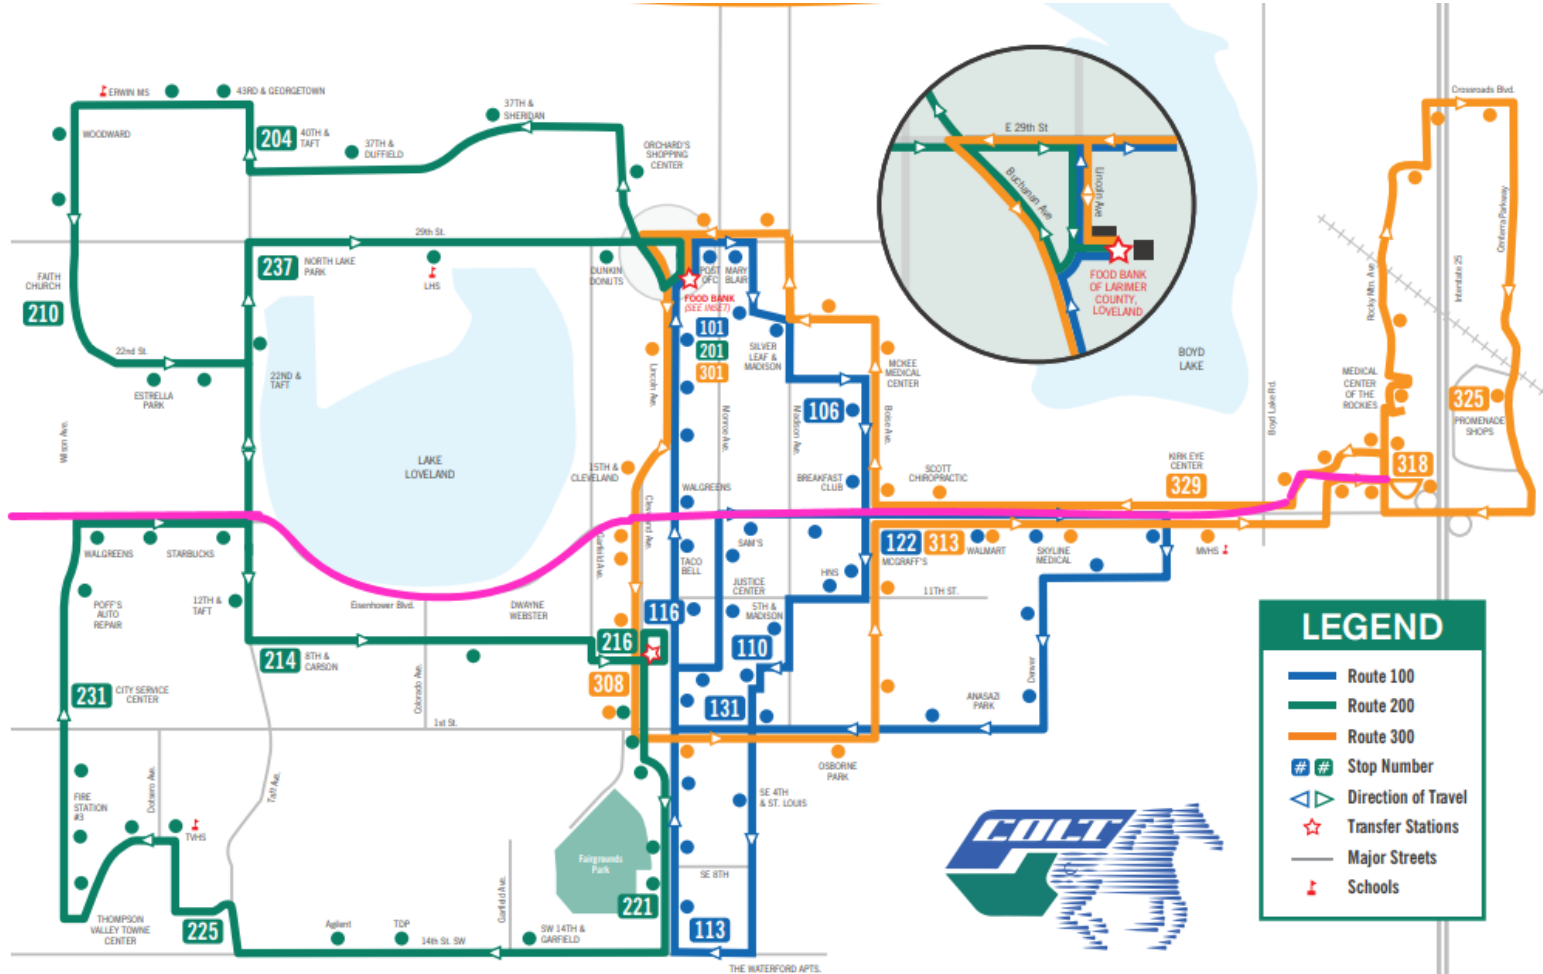 ERWIN MS
43RD & GEORGETOWN
WOODWARD
204
40TH &
TAFT
37TH &
DUFFIELD
37TH &
SHERIDAN
ORCHARD'S
SHOPPING
CENTER
E 29th St
Buchanan Ave
Lincoln Ave
FOOD BANK
OF LARIMER
COUNTY,
LOVELAND
Crossroads Blvd.
Centerra Parkway
Rocky Mtn. Ave
Interstate 25
29th St.
237
NORTH LAKE
PARK
LHS
DUNKIN
DONUTS
POST
OFC
MARY
BLAIR
FOOD BANK
(SEE INSET)
101
201
301
FAITH
CHURCH
210
22nd St.
ESTRELLA
PARK
22ND &
TAFT
Wilson Ave.
LAKE
LOVELAND
Lincoln Ave.
Monroe Ave.
Madison Ave.
Boise Ave.
SILVER
LEAF &
MADISON
MCKEE
MEDICAL
CENTER
106
BOYD
LAKE
Boyd Lake Rd.
MEDICAL
CENTER
OF THE
ROCKIES
325
PROMENADE
SHOPS
318
15TH &
CLEVELAND
WALGREENS
BREAKFAST
CLUB
SCOTT
CHIROPRACTIC
KIRK EYE
CENTER
329
Cleveland Ave.
Garfield Ave.
WALGREENS
STARBUCKS
TACO
BELL
SAM'S
122
313
MCGRAFF'S
WALMART
SKYLINE
MEDICAL
MVHS
POFF'S
AUTO
REPAIR
12TH &
TAFT
Eisenhower Blvd.
DWAYNE
WEBSTER
JUSTICE
CENTER
HNS
11TH ST.
116
5TH &
MADISON
216
110
214
8TH &
CARSON
308
231
CITY SERVICE
CENTER
Colorado Ave.
1st St.
131
Denver
ANASAZI
PARK
OSBORNE
PARK
FIRE
STATION
#3
Dotsero Ave.
Taft Ave.
TVHS
SE 4TH
& ST. LOUIS
Fairgrounds
Park
SE 8TH
THOMPSON
VALLEY TOWNE
CENTER
225
Agilent
TDP
14th St. SW
Garfield Ave.
SW 14TH &
GARFIELD
221
113
THE WATERFORD APTS.
COLT
LEGEND
Route 100
Route 200
Route 300
# # Stop Number
Direction of Travel
Transfer Stations
Major Streets
Schools